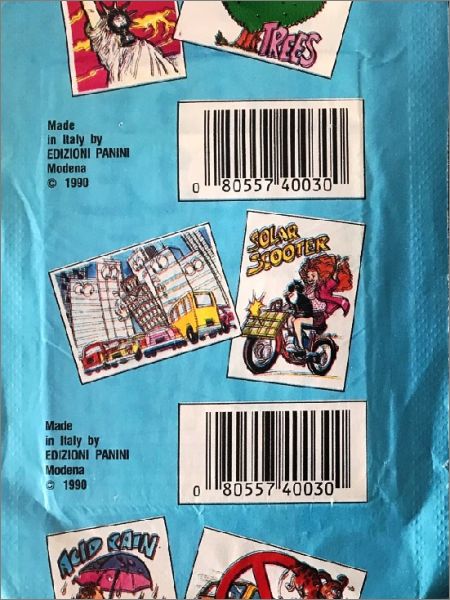 TREES
Made
in Italy by
EDIZIONI PANINI
Modena
© 1990
0 80557 40030
SOLAR
SCOOTER
Made
in Italy by
EDIZIONI PANINI
Modena
© 1990
0 80557 40030
ACID RAIN